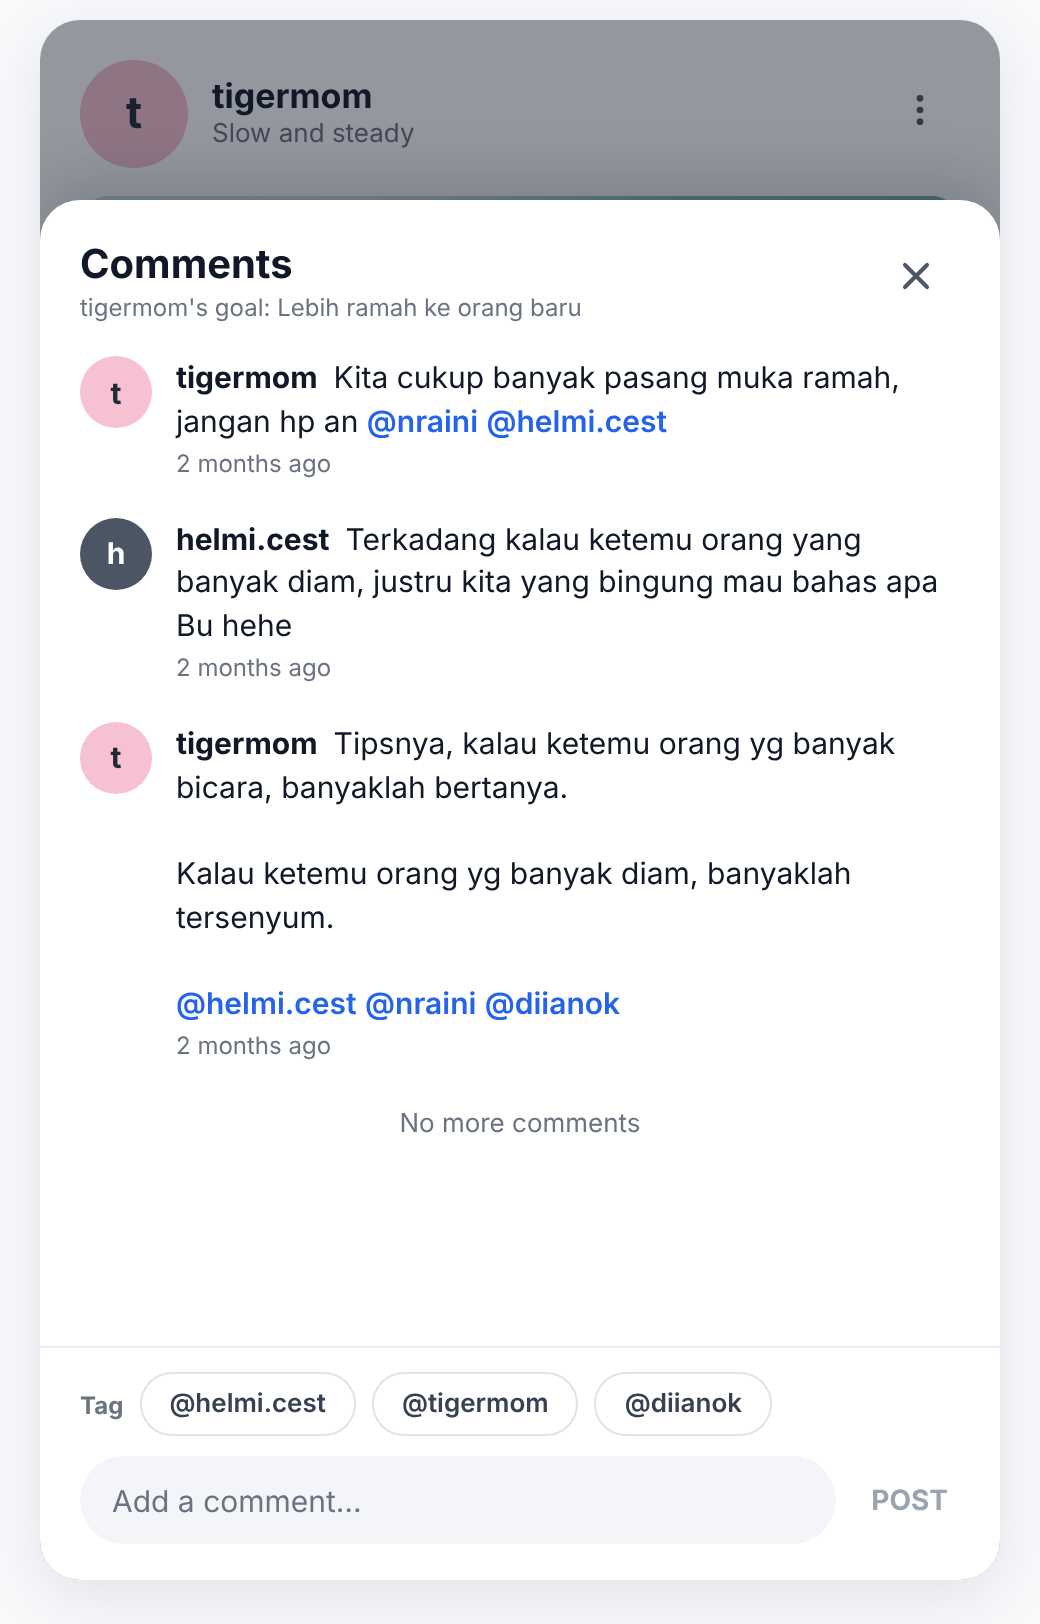 t
tigermom
Slow and steady
Comments
tigermom's goal: Lebih ramah ke orang baru
t
tigermom Kita cukup banyak pasang muka ramah,
jangan hp an @nraini @helmi.cest
2 months ago
h
helmi.cest Terkadang kalau ketemu orang yang
banyak diam, justru kita yang bingung mau bahas apa
Bu hehe
2 months ago
t
tigermom Tipsnya, kalau ketemu orang yg banyak
bicara, banyaklah bertanya.
Kalau ketemu orang yg banyak diam, banyaklah
tersenyum.
@helmi.cest @nraini @diianok
2 months ago
No more comments
Tag @helmi.cest @tigermom @diianok
Add a comment... POST